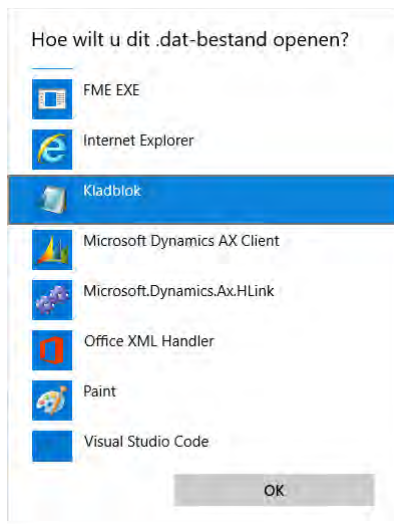 Hoe wilt u dit .dat-bestand openen?
FME EXE
Internet Explorer
Kladblok
Microsoft Dynamics AX Client
Microsoft.Dynamics.Ax.HLink
Office XML Handler
Paint
Visual Studio Code
OK